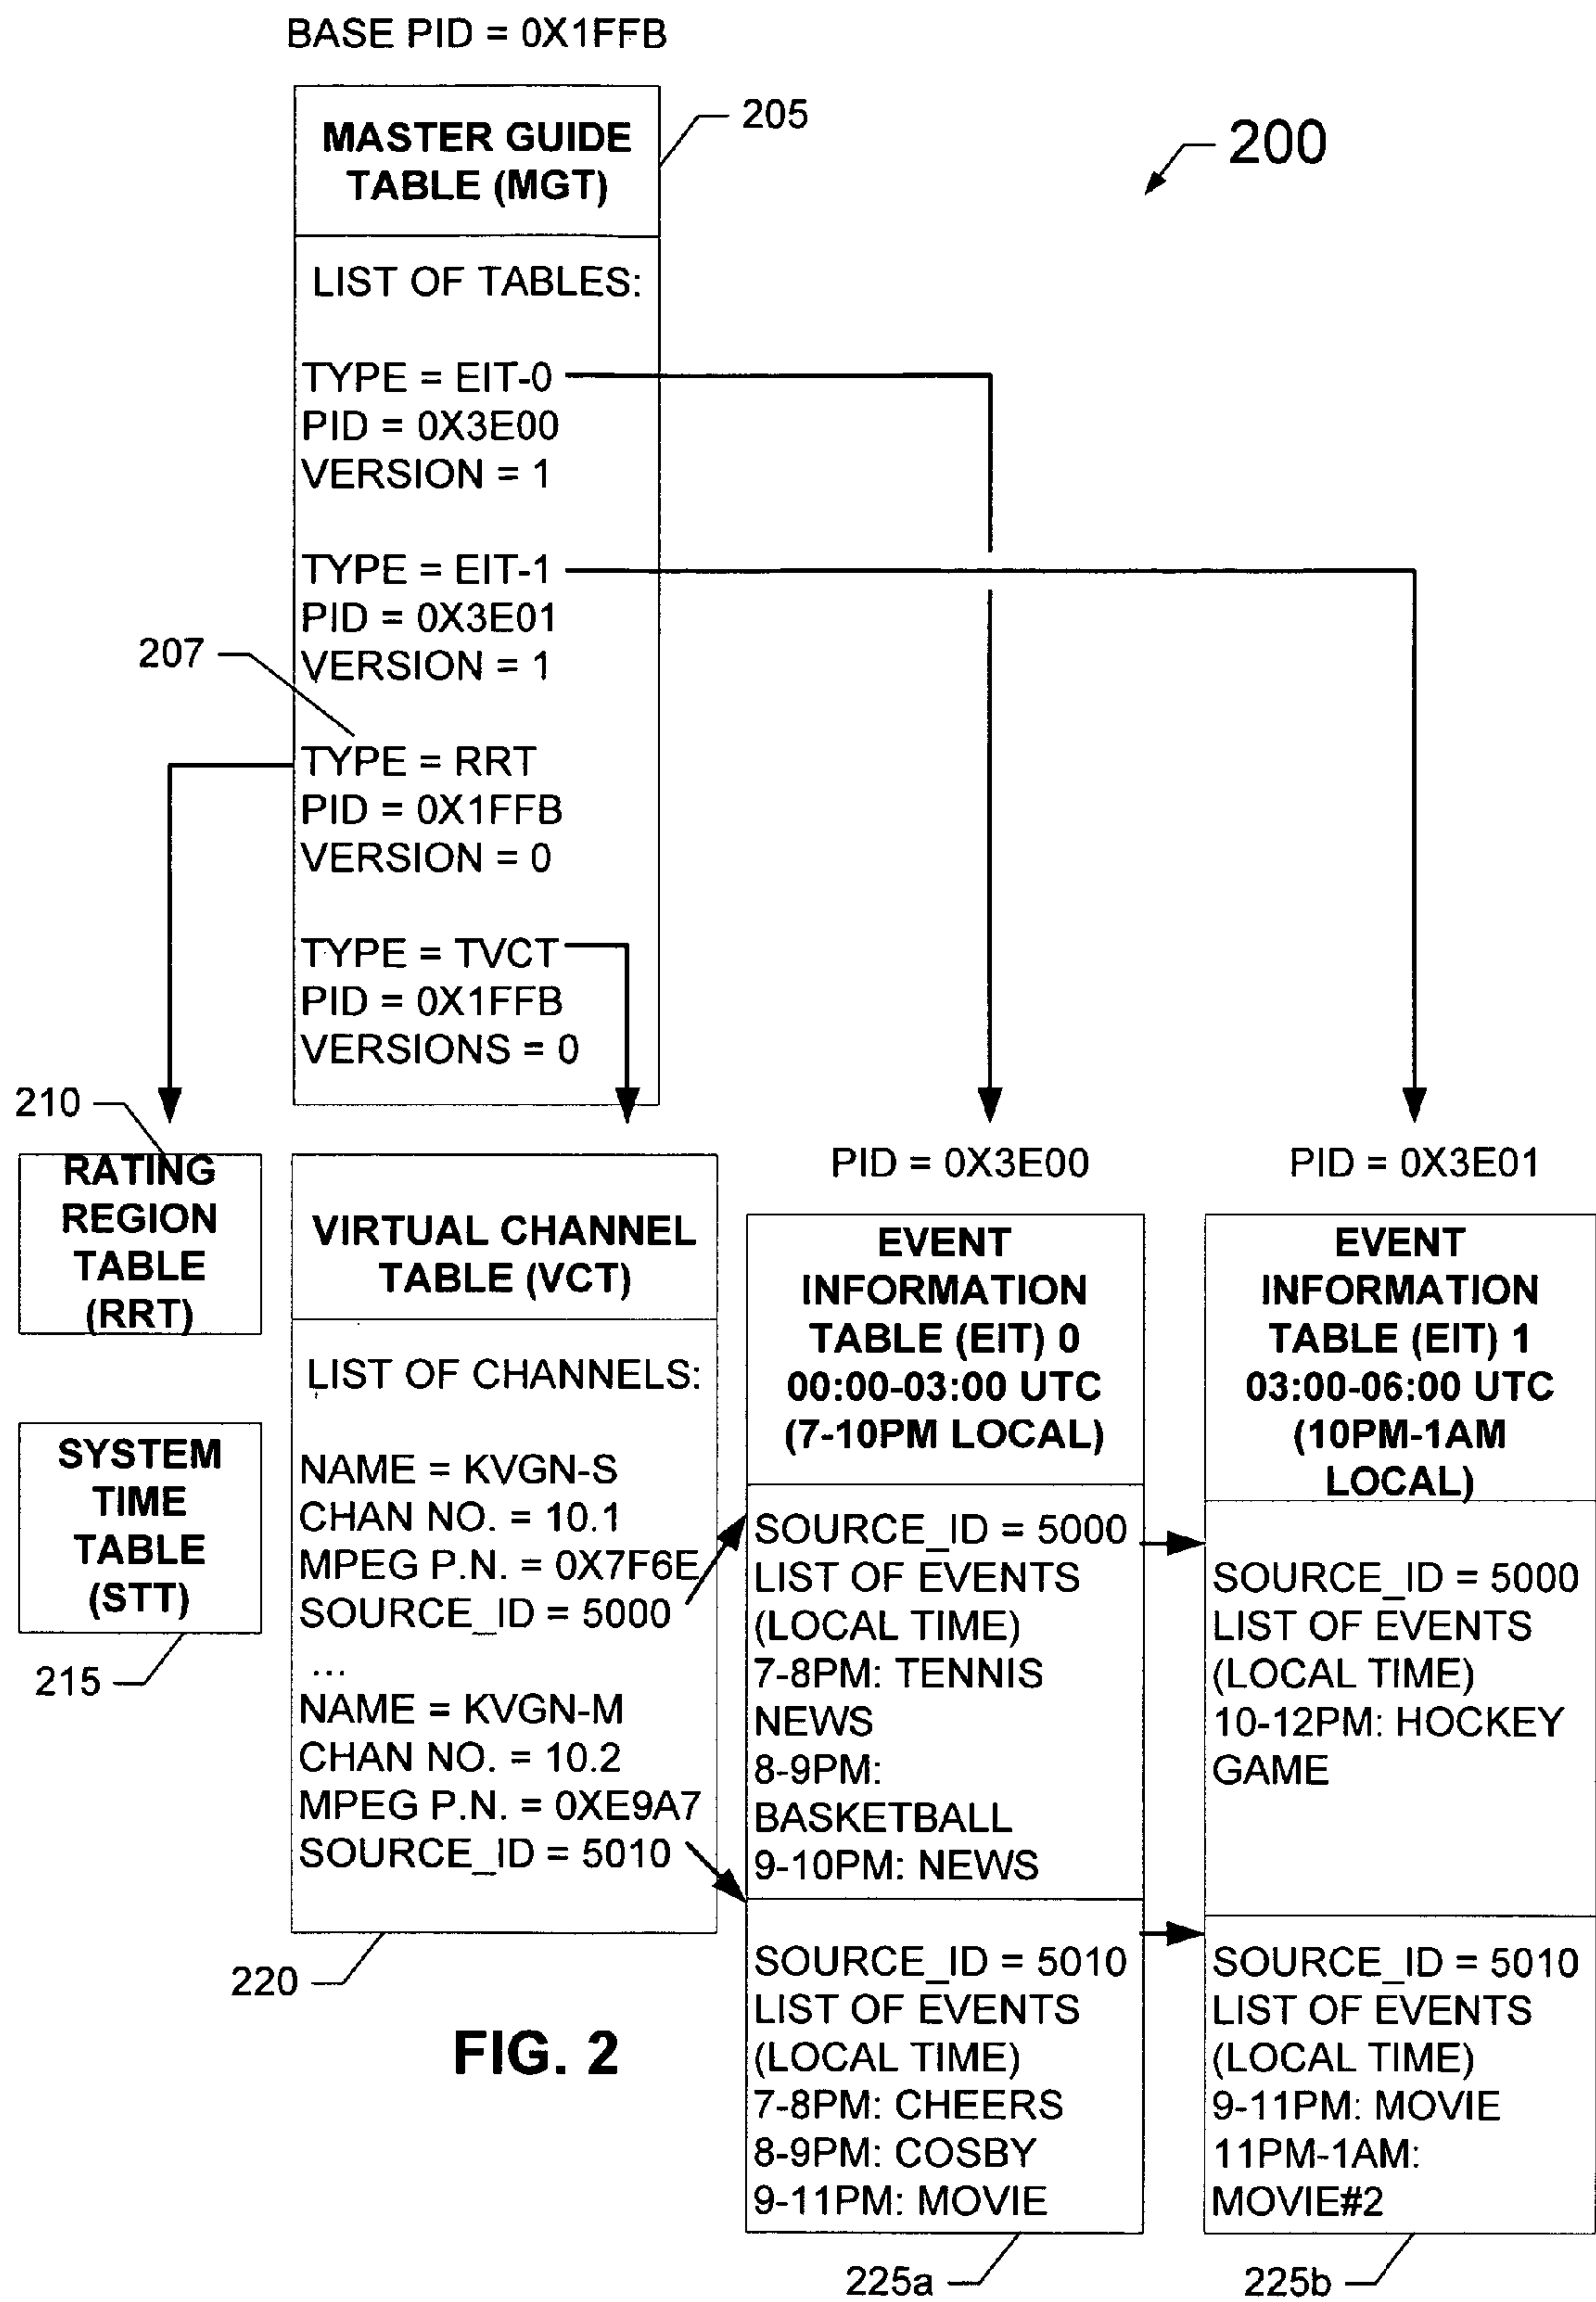 BASE PID = 0X1FFB
MASTER GUIDE
TABLE (MGT)
205
200
LIST OF TABLES:
TYPE = EIT-0
PID = 0X3E00
VERSION = 1
TYPE = EIT-1
PID = 0X3E01
VERSION = 1
207
TYPE = RRT
PID = 0X1FFB
VERSION = 0
TYPE = TVCT
PID = 0X1FFB
VERSIONS = 0
210
RATING
REGION
TABLE
(RRT)
SYSTEM
TIME
TABLE
(STT)
215
VIRTUAL CHANNEL
TABLE (VCT)
LIST OF CHANNELS:
NAME = KVGN-S
CHAN NO. = 10.1
MPEG P.N. = 0X7F6E
SOURCE_ID = 5000
...
NAME = KVGN-M
CHAN NO. = 10.2
MPEG P.N. = 0XE9A7
SOURCE_ID = 5010
220
PID = 0X3E00
EVENT
INFORMATION
TABLE (EIT) 0
00:00-03:00 UTC
(7-10PM LOCAL)
SOURCE_ID = 5000
LIST OF EVENTS
(LOCAL TIME)
7-8PM: TENNIS
NEWS
8-9PM:
BASKETBALL
9-10PM: NEWS
SOURCE_ID = 5010
LIST OF EVENTS
(LOCAL TIME)
7-8PM: CHEERS
8-9PM: COSBY
9-11PM: MOVIE
225a
PID = 0X3E01
EVENT
INFORMATION
TABLE (EIT) 1
03:00-06:00 UTC
(10PM-1AM
LOCAL)
SOURCE_ID = 5000
LIST OF EVENTS
(LOCAL TIME)
10-12PM: HOCKEY
GAME
SOURCE_ID = 5010
LIST OF EVENTS
(LOCAL TIME)
9-11PM: MOVIE
11PM-1AM:
MOVIE#2
225b
FIG. 2